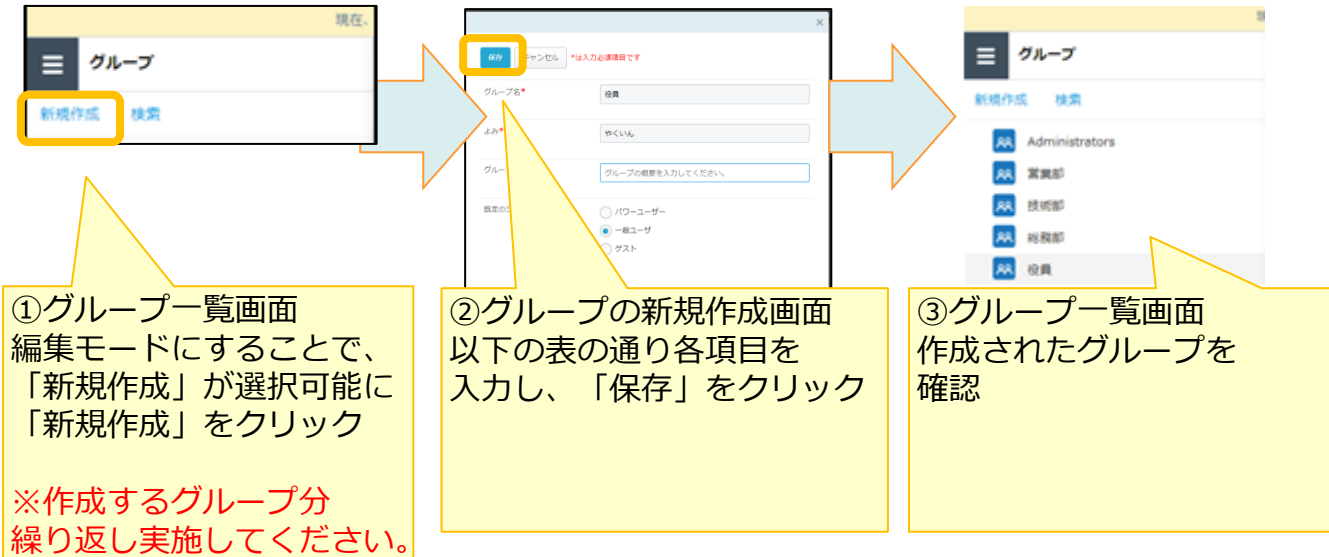 現在、
グループ
新規作成 検索
①グループ一覧画面
編集モードにすることで、
「新規作成」が選択可能に
「新規作成」をクリック
※作成するグループ分
繰り返し実施してください。
×
保存 キャンセル *は入力必須項目です
グループ名* 役員
よみ* やくいん
グルー グループの概要を入力してください。
既定の
パワーユーザー
一般ユーザ
ゲスト
②グループの新規作成画面
以下の表の通り各項目を
入力し、「保存」をクリック
グループ
新規作成 検索
Administrators
営業部
技術部
総務部
役員
③グループ一覧画面
作成されたグループを
確認